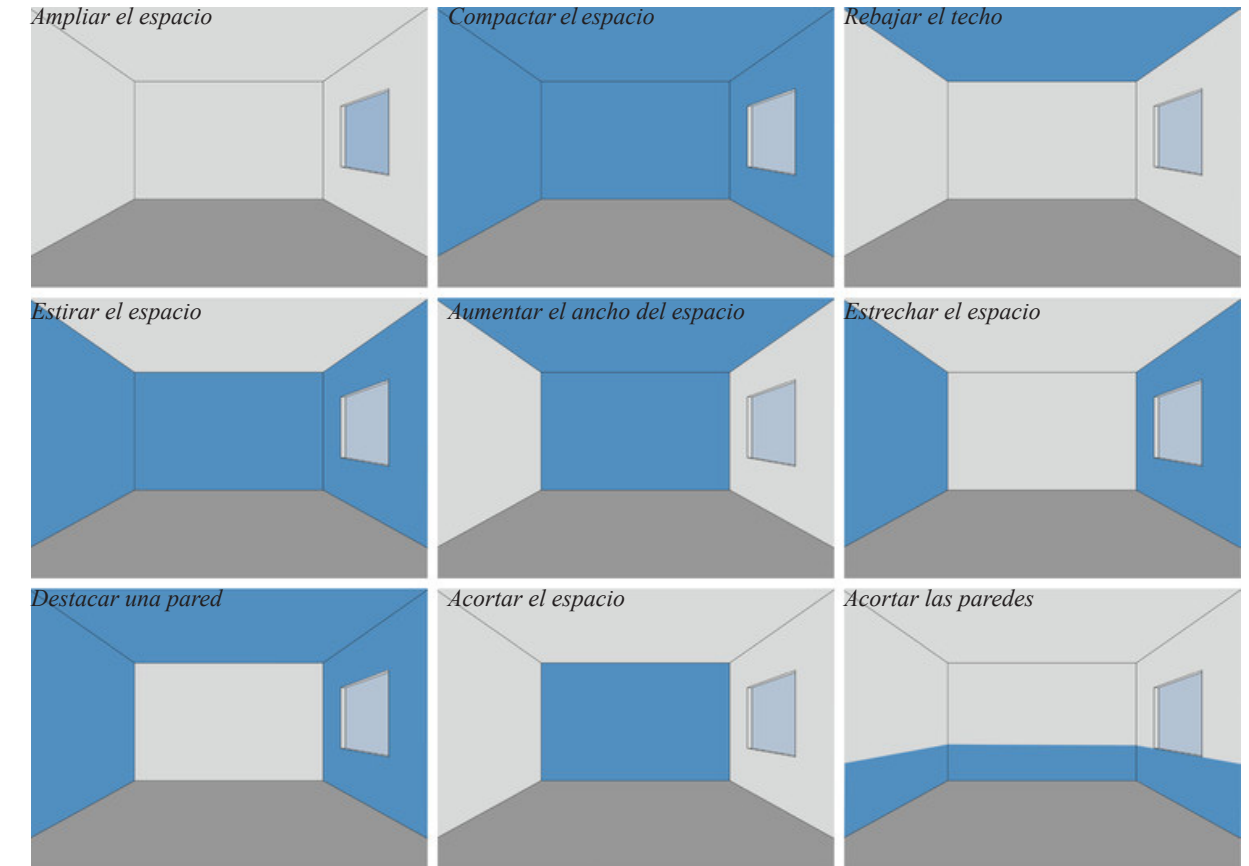 Ampliar el espacio
Compactar el espacio
Rebajar el techo
Estirar el espacio
Aumentar el ancho del espacio
Estrechar el espacio
Destacar una pared
Acortar el espacio
Acortar las paredes